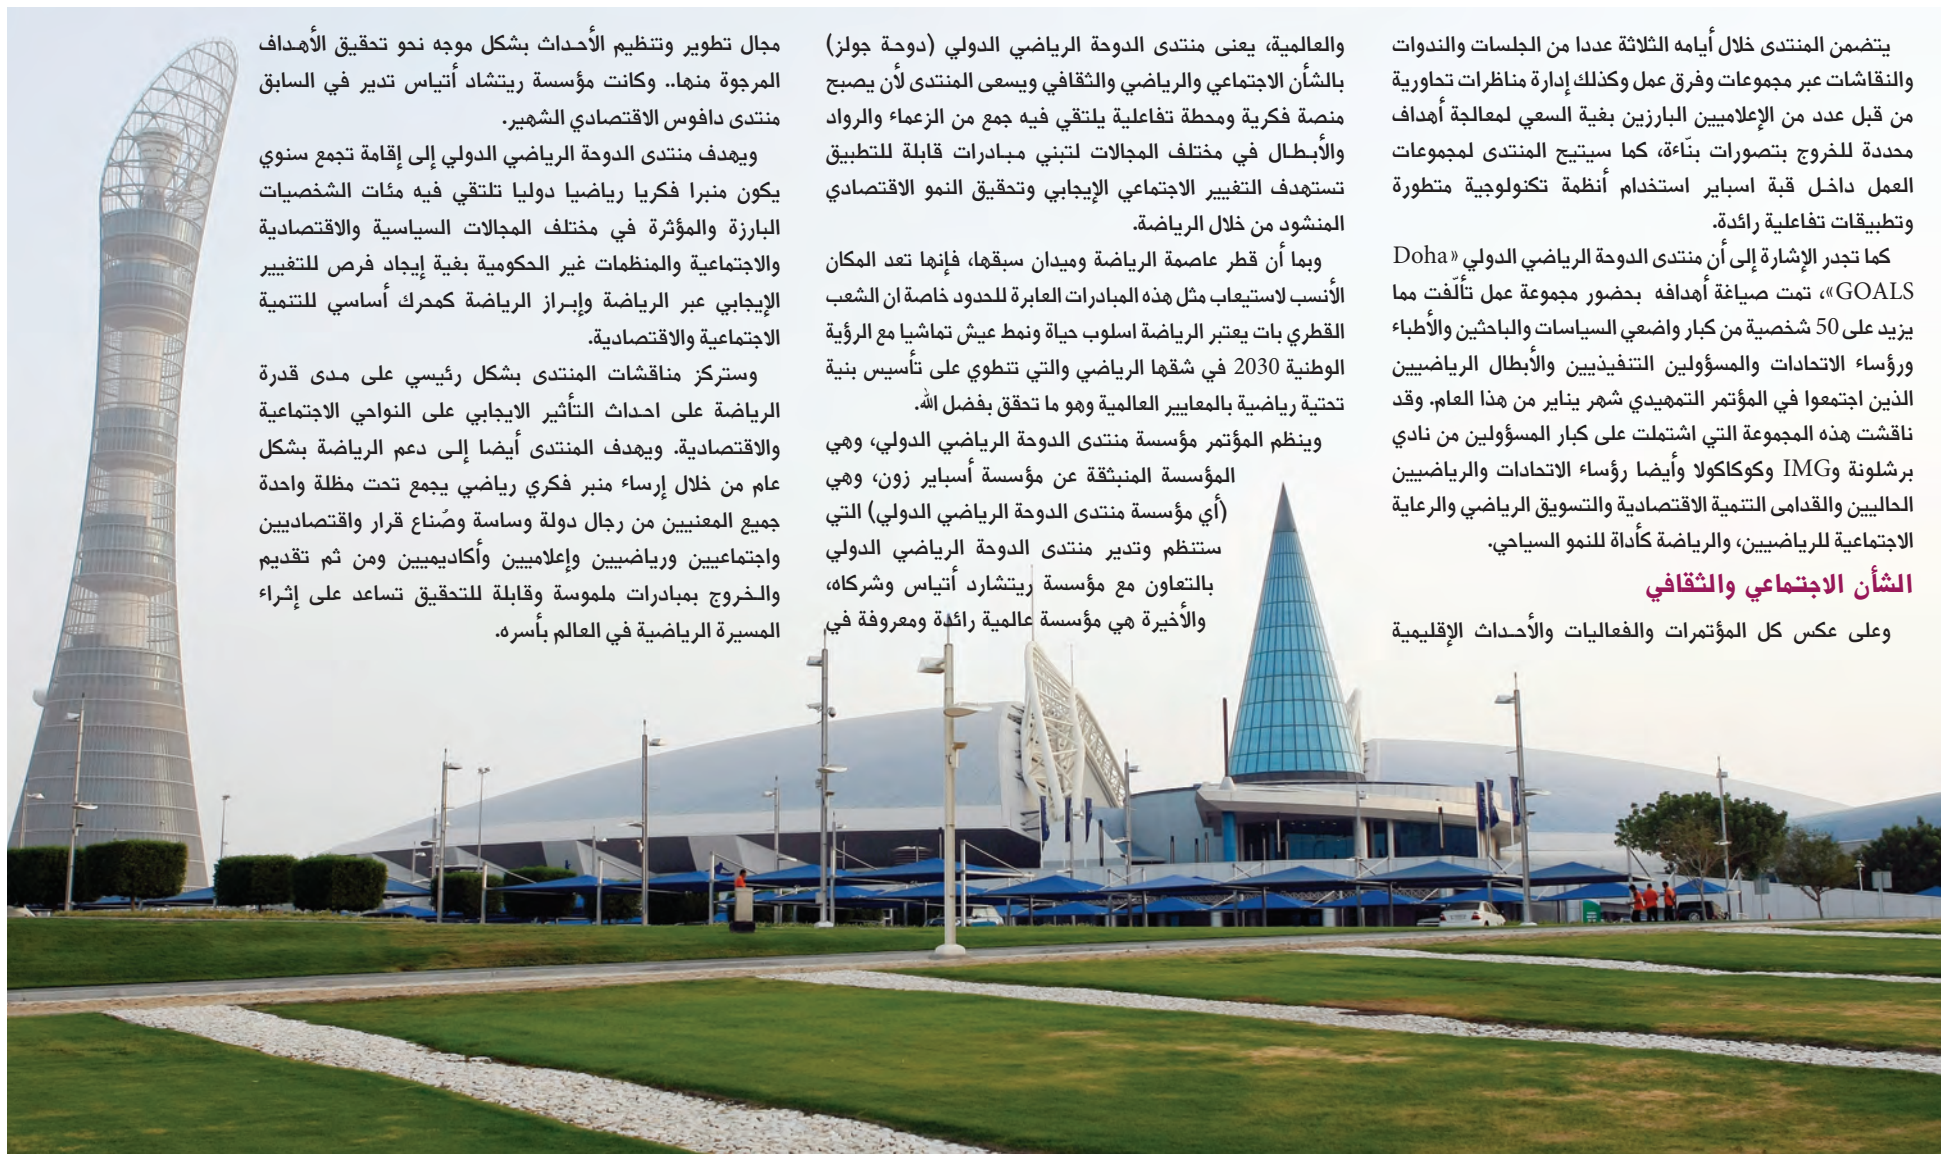 يتضمن المنتدى خلال أيامه الثلاثة عددا من الجلسات والندوات
والنقاشات عبر مجموعات وفرق عمل وكذلك إدارة مناظرات تحاورية
من قبل عدد من الإعلاميين البارزين بغية السعي لمعالجة أهداف
محددة للخروج بتصورات بنّاءة، كما سيتيح المنتدى لمجموعات
العمل داخل قبة اسباير استخدام أنظمة تكنولوجية متطورة
وتطبيقات تفاعلية رائدة.
كما تجدر الإشارة إلى أن منتدى الدوحة الرياضي الدولي «Doha
GOALS»، تمت صياغة أهدافه بحضور مجموعة عمل تألّفت مما
يزيد على 50 شخصية من كبار واضعي السياسات والباحثين والأطباء
ورؤساء الاتحادات والمسؤولين التنفيذيين والأبطال الرياضيين
الذين اجتمعوا في المؤتمر التمهيدي شهر يناير من هذا العام. وقد
ناقشت هذه المجموعة التي اشتملت على كبار المسؤولين من نادي
برشلونة وIMG وكوكاكولا وأيضا رؤساء الاتحادات والرياضيين
الحاليين والقدامى التنمية الاقتصادية والتسويق الرياضي والرعاية
الاجتماعية للرياضيين، والرياضة كأداة للنمو السياحي.
الشأن الاجتماعي والثقافي
وعلى عكس كل المؤتمرات والفعاليات والأحداث الإقليمية
والعالمية، يعنى منتدى الدوحة الرياضي الدولي (دوحة جولز)
بالشأن الاجتماعي والرياضي والثقافي ويسعى المنتدى لأن يصبح
منصة فكرية ومحطة تفاعلية يلتقي فيه جمع من الزعماء والرواد
والأبطال في مختلف المجالات لتبني مبادرات قابلة للتطبيق
تستهدف التغيير الاجتماعي الإيجابي وتحقيق النمو الاقتصادي
المنشود من خلال الرياضة.
وبما أن قطر عاصمة الرياضة وميدان سبقها، فإنها تعد المكان
الأنسب لاستيعاب مثل هذه المبادرات العابرة للحدود خاصة ان الشعب
القطري بات يعتبر الرياضة اسلوب حياة ونمط عيش تماشيا مع الرؤية
الوطنية 2030 في شقها الرياضي والتي تنطوي على تأسيس بنية
تحتية رياضية بالمعايير العالمية وهو ما تحقق بفضل الله.
وينظم المؤتمر مؤسسة منتدى الدوحة الرياضي الدولي، وهي
المؤسسة المنبثقة عن مؤسسة أسباير زون، وهي
(أي مؤسسة منتدى الدوحة الرياضي الدولي) التي
ستنظم وتدير منتدى الدوحة الرياضي الدولي
بالتعاون مع مؤسسة ريتشارد أتياس وشركاه،
والأخيرة هي مؤسسة عالمية رائدة ومعروفة في
مجال تطوير وتنظيم الأحداث بشكل موجه نحو تحقيق الأهداف
المرجوة منها.. وكانت مؤسسة ريتشاد أتياس تدير في السابق
منتدى دافوس الاقتصادي الشهير.
ويهدف منتدى الدوحة الرياضي الدولي إلى إقامة تجمع سنوي
يكون منبرا فكريا رياضيا دوليا تلتقي فيه مئات الشخصيات
البارزة والمؤثرة في مختلف المجالات السياسية والاقتصادية
والاجتماعية والمنظمات غير الحكومية بغية إيجاد فرص للتغيير
الإيجابي عبر الرياضة وإبراز الرياضة كمحرك أساسي للتنمية
الاجتماعية والاقتصادية.
وستركز مناقشات المنتدى بشكل رئيسي على مدى قدرة
الرياضة على احداث التأثير الايجابي على النواحي الاجتماعية
والاقتصادية. ويهدف المنتدى أيضا إلى دعم الرياضة بشكل
عام من خلال إرساء منبر فكري رياضي يجمع تحت مظلة واحدة
جميع المعنيين من رجال دولة وساسة وصُناع قرار واقتصاديين
واجتماعيين ورياضيين وإعلاميين وأكاديميين ومن ثم تقديم
والخروج بمبادرات ملموسة وقابلة للتحقيق تساعد على إثراء
المسيرة الرياضية في العالم بأسره.